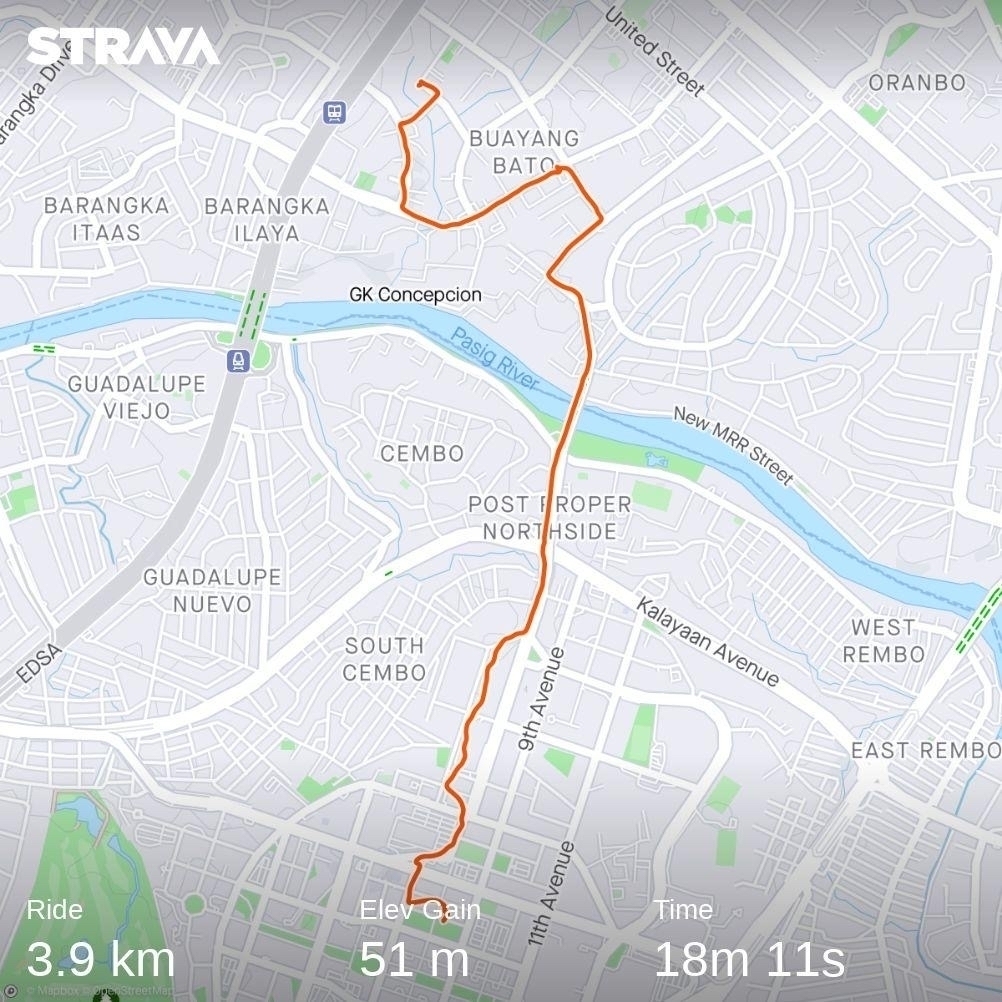 STRAVA
United Street
ORANBO
BUAYANG
BATO
BARANGKA
ITAAS
BARANGKA
ILAYA
GK Concepcion
Pasig River
GUADALUPE
VIEJO
New MRR Street
CEMBO
POST PROPER
NORTHSIDE
GUADALUPE
NUEVO
Kalayaan Avenue
WEST
REMBO
SOUTH
CEMBO
EDSA
9th Avenue
EAST REMBO
11th Avenue
Ride
Elev Gain
Time
3.9 km
51 m
18m 11s
© Mapbox © OpenStreetMap